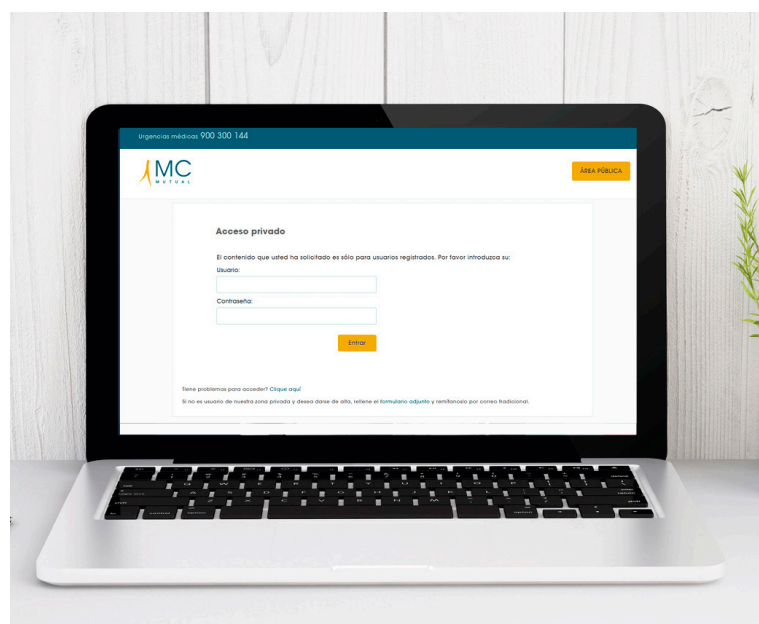 Urgencias médicas 900 300 144
MC
MUTUAL
ÁREA PÚBLICA
Acceso privado
El contenido que usted ha solicitado es sólo para usuarios registrados. Por favor introduzca su:
Usuario:
Contraseña:
Entrar
Tiene problemas para acceder? Clique aquí
Si no es usuario de nuestra zona privada y desea darse de alta, rellene el formulario adjunto y remítanoslo por correo tradicional.